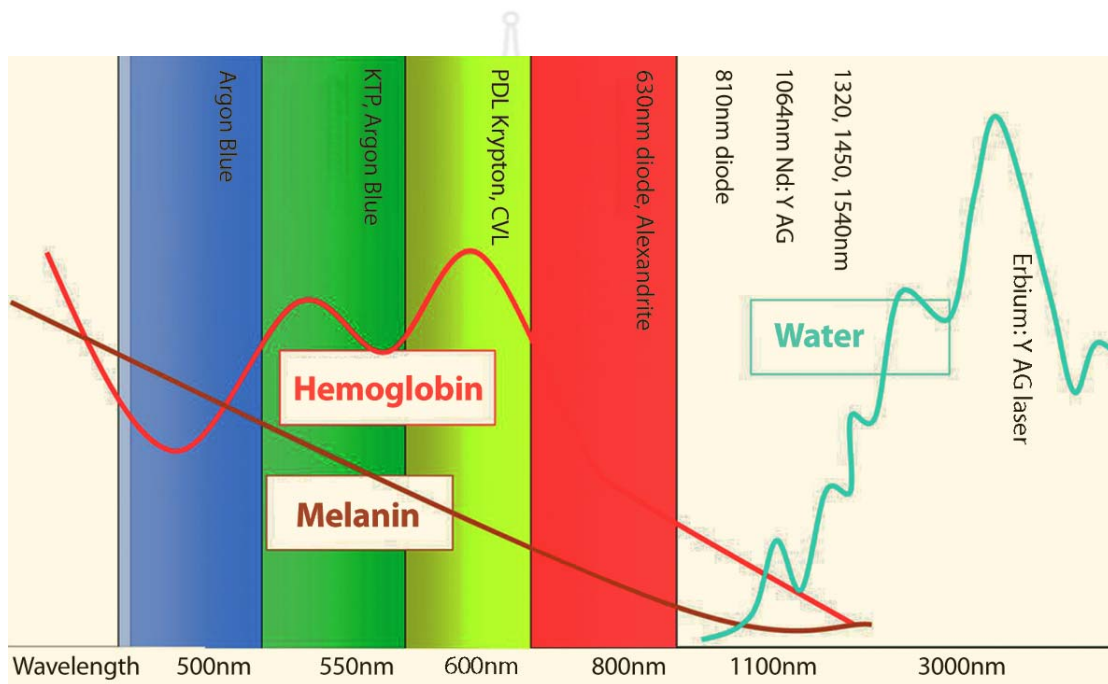 Argon Blue
KTP, Argon Blue
PDL Krypton, CVL
630nm diode, Alexandrite
810nm diode
1064nm Nd:Y AG
1320, 1450, 1540nm
Erbium:Y AG laser
Water
Hemoglobin
Melanin
Wavelength 500nm 550nm 600nm 800nm 1100nm 3000nm